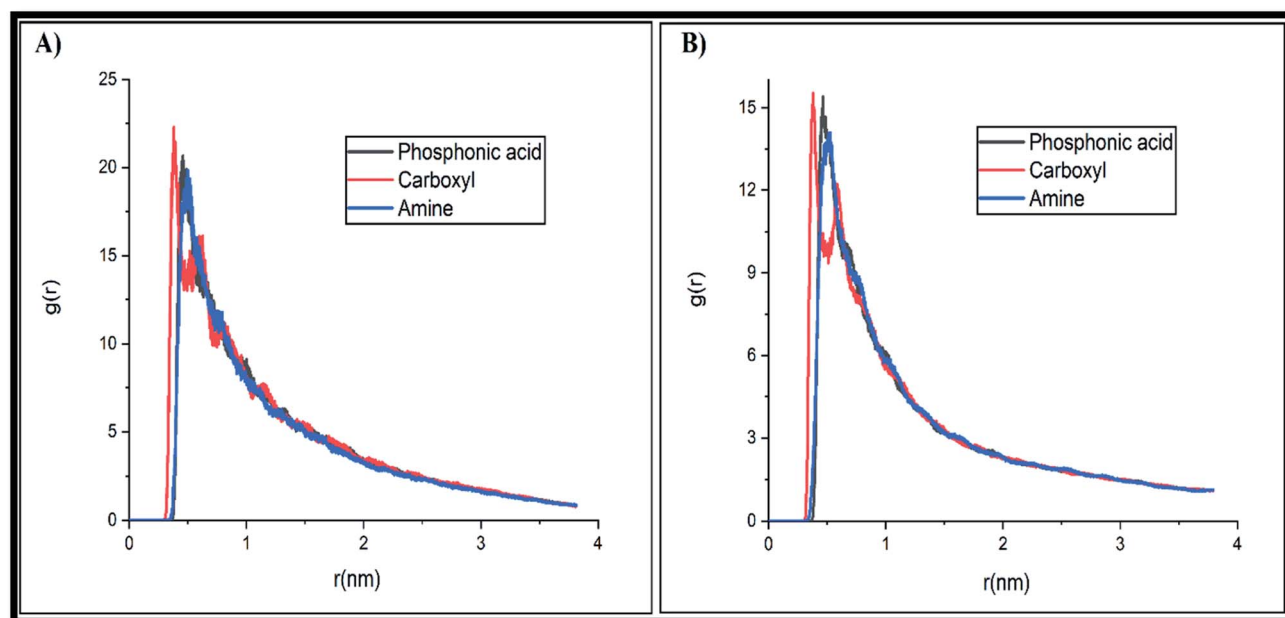 A)
25
20
15
10
5
0
g(r)
Phosphonic acid
Carboxyl
Amine
0 1 2 3 4
r(nm)
B)
15
12
9
6
3
0
g(r)
Phosphonic acid
Carboxyl
Amine
0 1 2 3 4
r(nm)